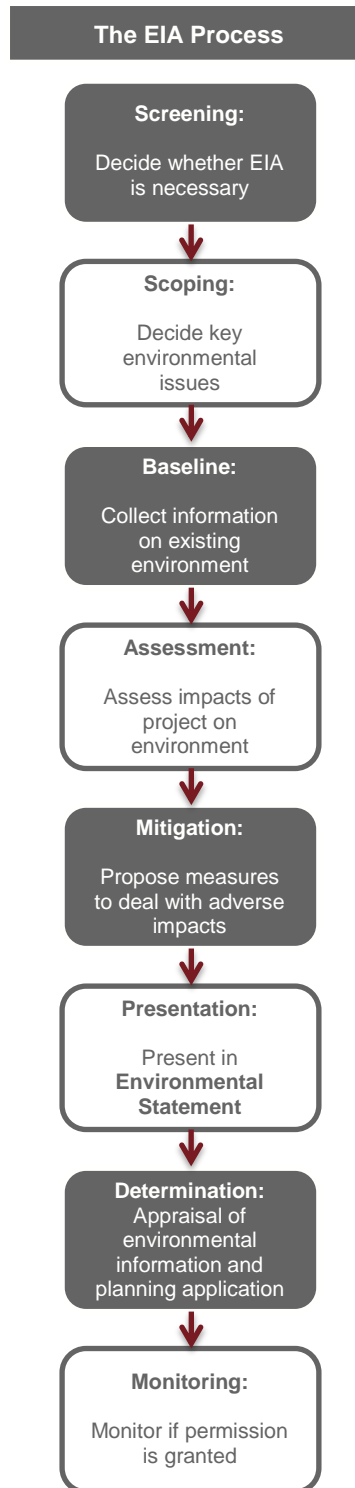 The EIA Process
Screening:
Decide whether EIA
is necessary
Scoping:
Decide key
environmental
issues
Baseline:
Collect information
on existing
environment
Assessment:
Assess impacts of
project on
environment
Mitigation:
Propose measures
to deal with adverse
impacts
Presentation:
Present in
Environmental
Statement
Determination:
Appraisal of
environmental
information and
planning application
Monitoring:
Monitor if permission
is granted